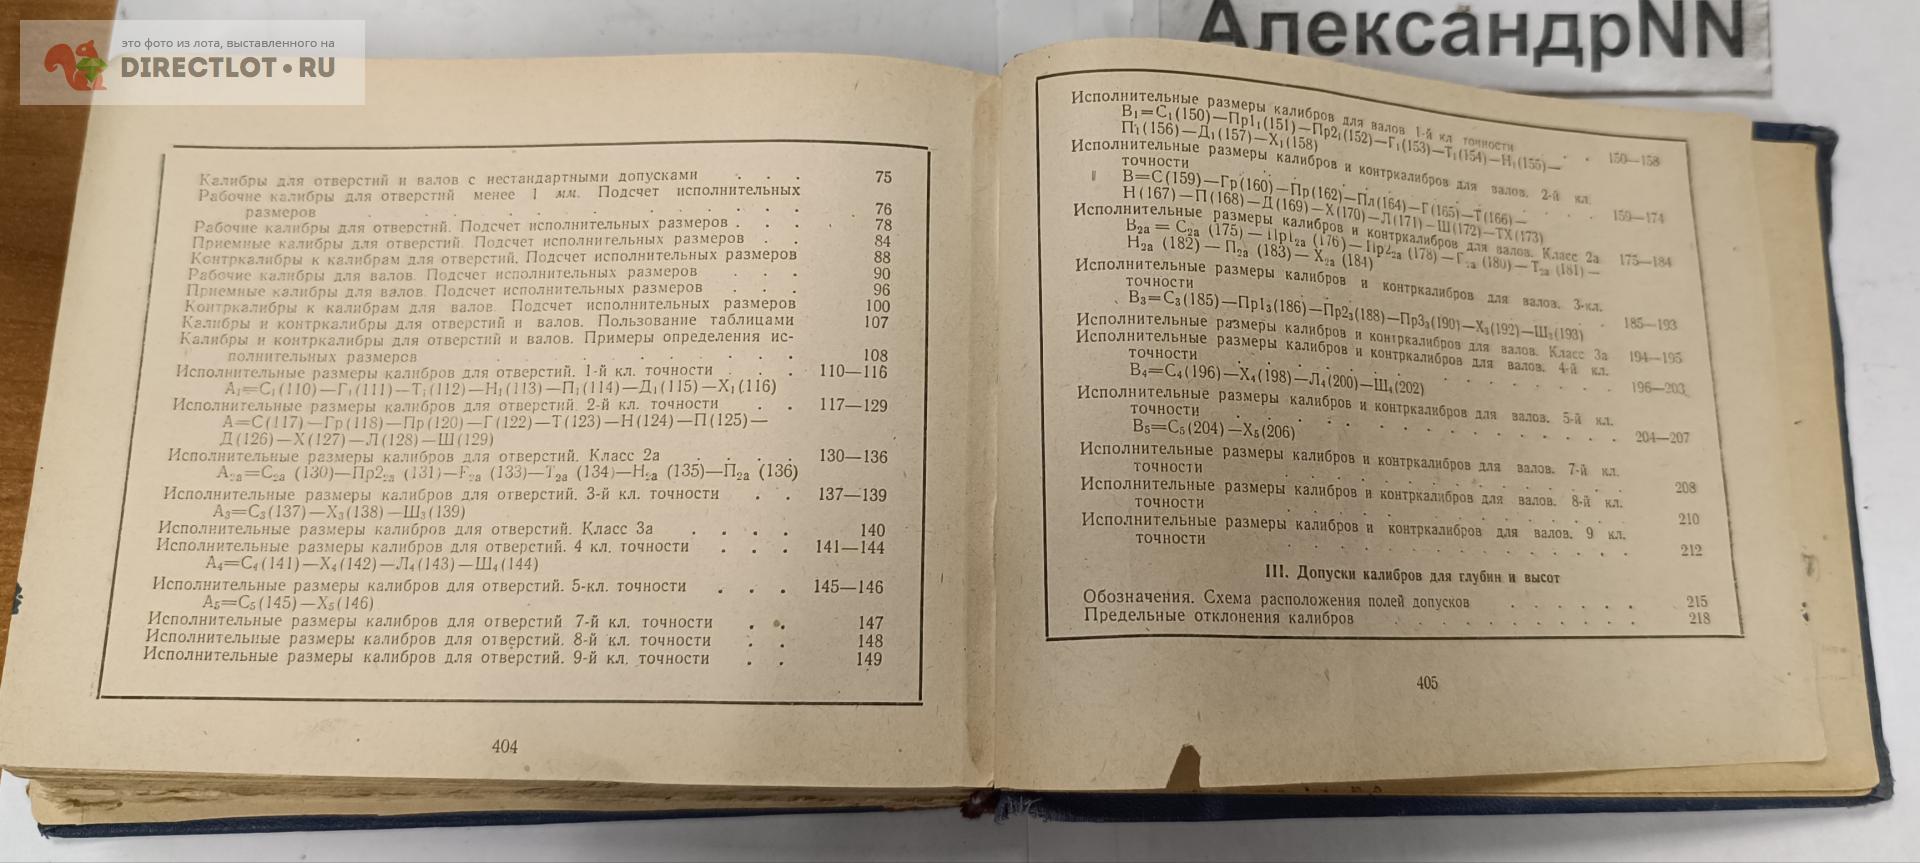 это фото из лота, выставленного на
DIRECTLOT•RU
АлександрNN
Калибры для отверстий и валов с нестандартными допусками . . . 75
Рабочие калибры для отверстий менее 1 мм. Подсчет исполнительных
размеров . . . . . . . . . . 76
Рабочие калибры для отверстий. Подсчет исполнительных размеров . . . 78
Приемные калибры для отверстий. Подсчет исполнительных размеров . . 84
Контркалибры к калибрам для отверстий. Подсчет исполнительных размеров 88
Рабочие калибры для валов. Подсчет исполнительных размеров . . . 90
Приемные калибры для валов. Подсчет исполнительных размеров . . . 96
Контркалибры к калибрам для валов. Подсчет исполнительных размеров 100
Калибры и контркалибры для отверстий и валов. Пользование таблицами 107
Калибры и контркалибры для отверстий и валов. Примеры определения ис-
полнительных размеров . . . . . . . . . 108
Исполнительные размеры калибров для отверстий. 1-й кл. точности . . . 110—116
А₁=С₁(110)—Г₁(111)—Т₁(112)—Н₁(113)—П₁(114)—Д₁(115)—Х₁(116)
Исполнительные размеры калибров для отверстий. 2-й кл. точности . . 117—129
А=С(117)—Гр(118)—Пр(120)—Г(122)—Т(123)—Н(124)—П(125)—
Д(126)—Х(127)—Л(128)—Ш(129)
Исполнительные размеры калибров для отверстий. Класс 2а . . . . 130—136
А₂ₐ=С₂ₐ (130)—Пр2₂ₐ (131)—Г₂ₐ (133)—Т₂ₐ (134)—Н₂ₐ (135)—П₂ₐ (136)
Исполнительные размеры калибров для отверстий. 3-й кл. точности . . 137—139
А₃=С₃(137)—Х₃(138)—Ш₃(139)
Исполнительные размеры калибров для отверстий. Класс 3а . . . . 140
Исполнительные размеры калибров для отверстий. 4 кл. точности . . . 141—144
А₄=С₄(141)—Х₄(142)—Л₄(143)—Ш₄(144)
Исполнительные размеры калибров для отверстий. 5-кл. точности . . . 145—146
А₅=С₅(145)—Х₅(146)
Исполнительные размеры калибров для отверстий 7-й кл. точности . . 147
Исполнительные размеры калибров для отверстий. 8-й кл. точности . . 148
Исполнительные размеры калибров для отверстий. 9-й кл. точности . . 149
404
Исполнительные размеры калибров для валов 1-й кл точности . . 150—158
В₁=С₁(150)—Пр1₁(151)—Пр2₁(152)—Г₁(153)—Т₁(154)—Н₁(155)—
П₁(156)—Д₁(157)—Х₁(158)
Исполнительные размеры калибров и контркалибров для валов. 2-й кл.
точности . . . . . . . . . . 159—174
В=С(159)—Гр(160)—Пр(162)—Пл(164)—Г(165)—Т(166)—
Н(167)—П(168)—Д(169)—Х(170)—Л(171)—Ш(172)—ТХ(173)
Исполнительные размеры калибров и контркалибров для валов. Класс 2а 175—184
В₂ₐ = С₂ₐ (175) — Пр1₂ₐ (176) — Пр2₂ₐ (178) — Г₂ₐ (180) — Т₂ₐ (181) —
Н₂ₐ (182) — П₂ₐ (183) — Х₂ₐ (184)
Исполнительные размеры калибров и контркалибров для валов. 3-кл.
точности . . . . . . . . . . 185—193
В₃=С₃(185)—Пр1₃(186)—Пр2₃(188)—Пр3₃(190)—Х₃(192)—Ш₃(193)
Исполнительные размеры калибров и контркалибров для валов. Класс 3а 194—195
Исполнительные размеры калибров и контркалибров для валов. 4-й кл.
точности . . . . . . . . . . 196—203
В₄=С₄(196)—Х₄(198)—Л₄(200)—Ш₄(202)
Исполнительные размеры калибров и контркалибров для валов. 5-й кл.
точности . . . . . . . . . . 204—207
В₅=С₅(204)—Х₅(206)
Исполнительные размеры калибров и контркалибров для валов. 7-й кл.
точности . . . . . . . . . . 208
Исполнительные размеры калибров и контркалибров для валов. 8-й кл.
точности . . . . . . . . . . 210
Исполнительные размеры калибров и контркалибров для валов. 9 кл.
точности . . . . . . . . . . 212
III. Допуски калибров для глубин и высот
Обозначения. Схема расположения полей допусков . . . . . . 215
Предельные отклонения калибров . . . . . . . . . 218
405